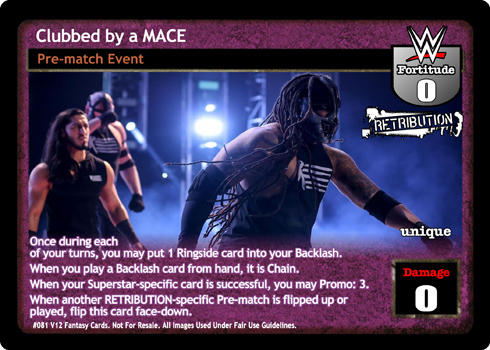 Clubbed by a MACE
Pre-match Event
W
Fortitude
0
RETRIBUTION
unique
Once during each
of your turns, you may put 1 Ringside card into your Backlash.
When you play a Backlash card from hand, it is Chain.
When your Superstar-specific card is successful, you may Promo: 3.
When another RETRIBUTION-specific Pre-match is flipped up or
played, flip this card face-down.
Damage
0
#081 V12 Fantasy Cards. Not For Resale. All Images Used Under Fair Use Guidelines.